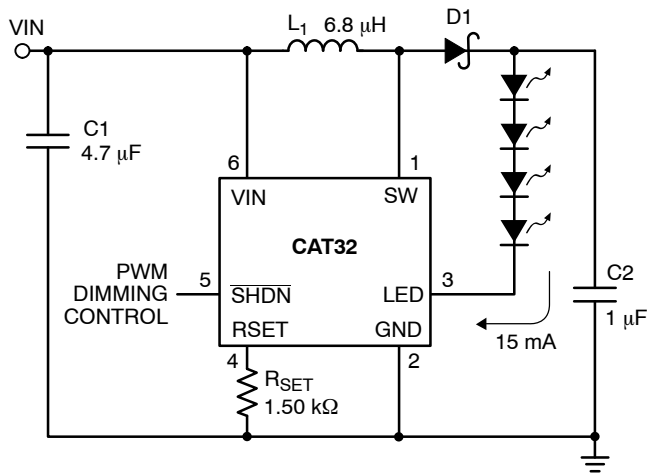 VIN
L1 6.8 μH
D1
C1
4.7 μF
6
1
VIN
SW
CAT32
PWM
DIMMING
CONTROL
5
SHDN
LED
3
C2
1 μF
15 mA
RSET
GND
4
2
RSET
1.50 kΩ